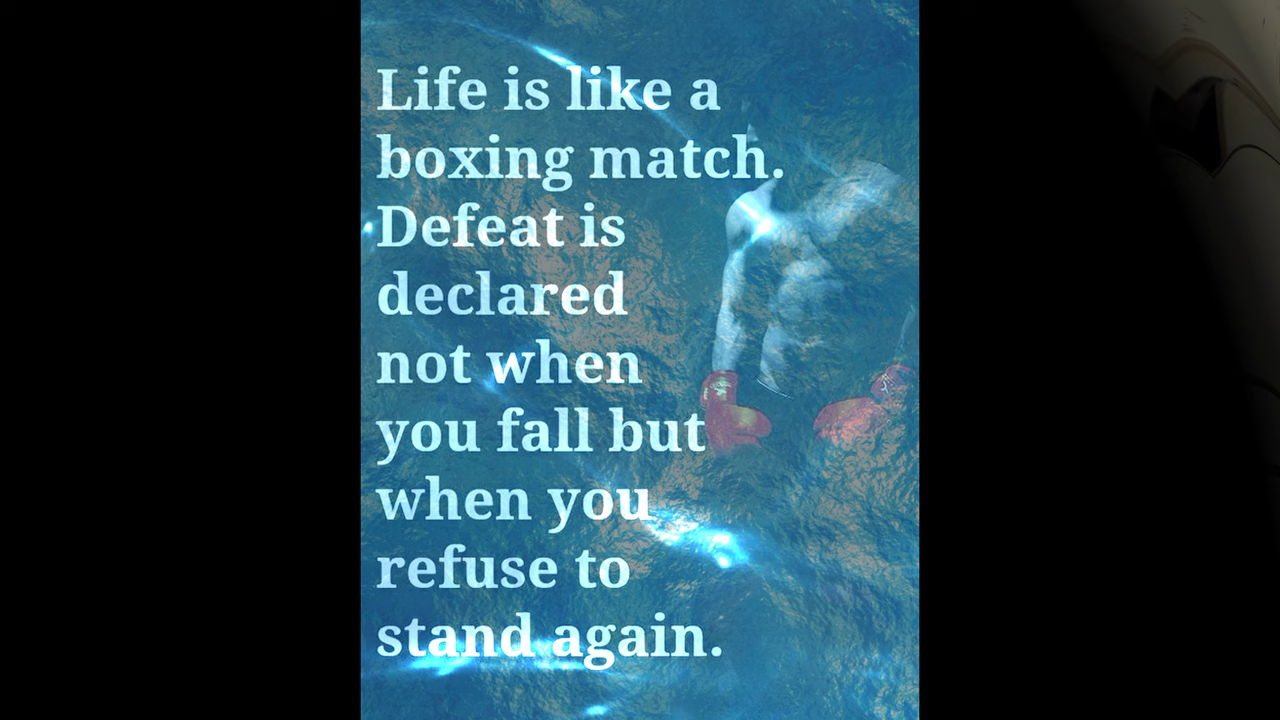 Life is like a
boxing match.
Defeat is
declared
not when
you fall but
when you
refuse to
stand again.